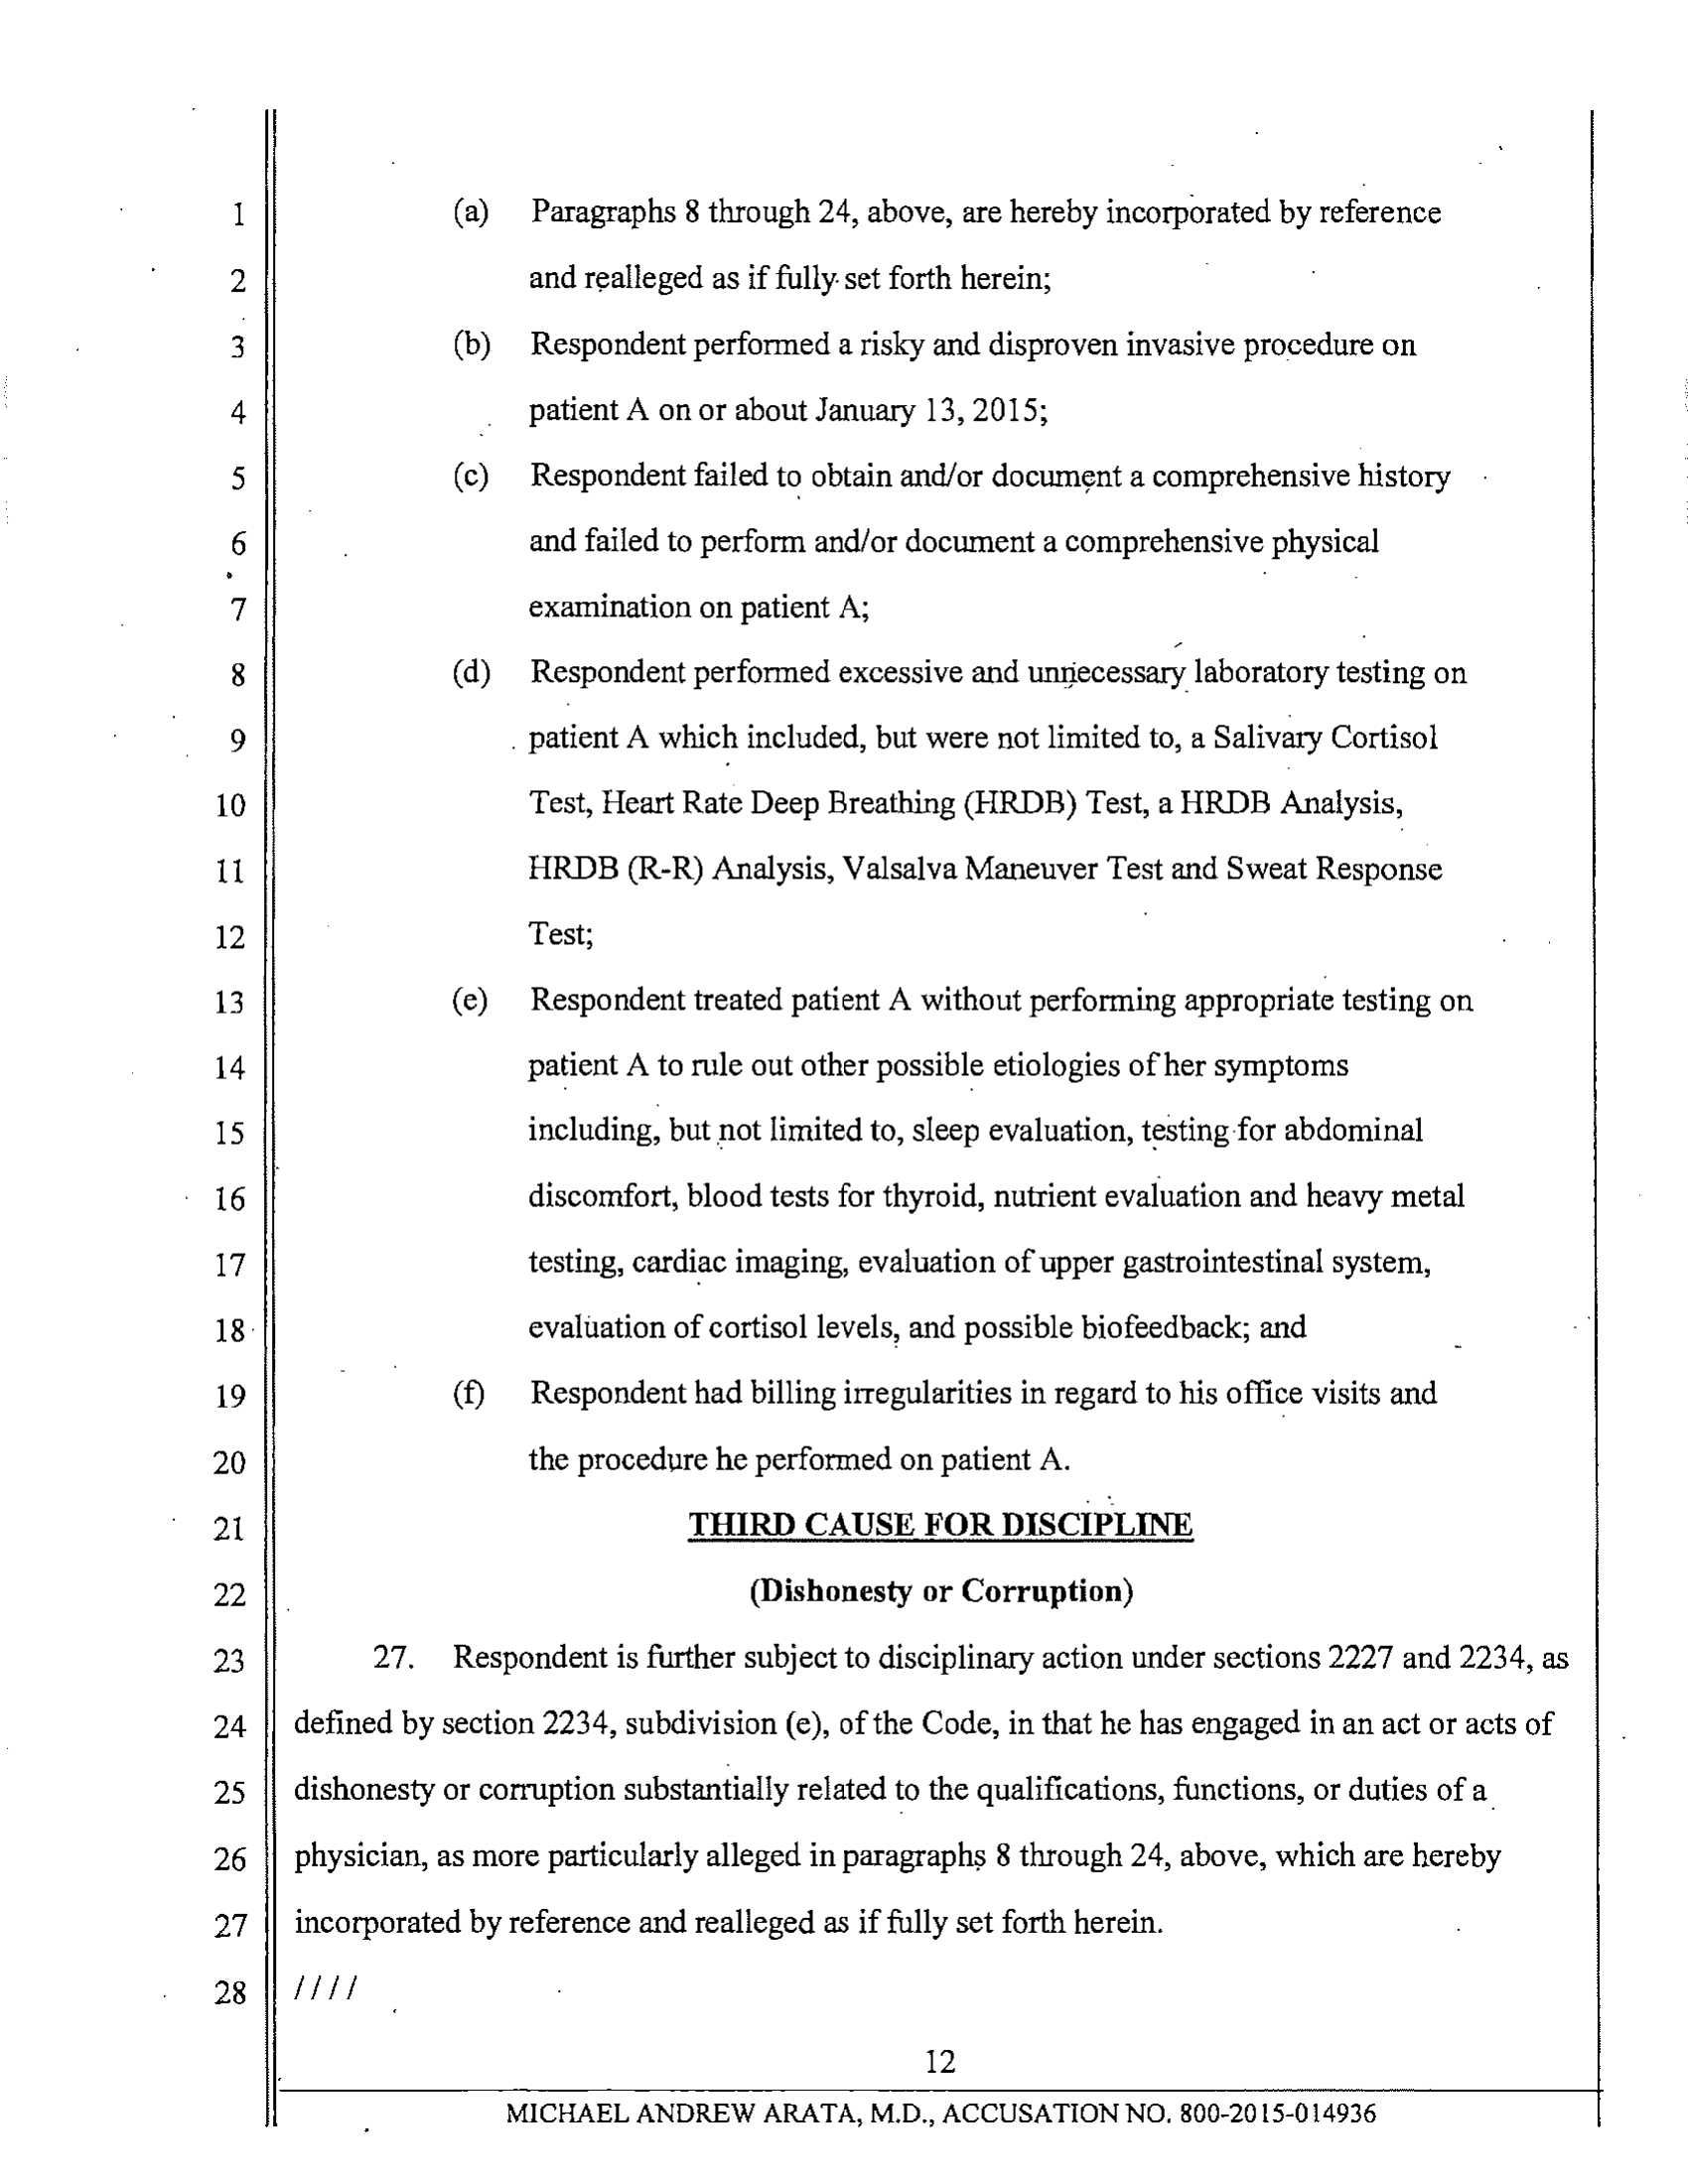 1 (a) Paragraphs 8 through 24, above, are hereby incorporated by reference
2 and realleged as if fully set forth herein;
3 (b) Respondent performed a risky and disproven invasive procedure on
4 patient A on or about January 13, 2015;
5 (c) Respondent failed to obtain and/or document a comprehensive history
6 and failed to perform and/or document a comprehensive physical
7 examination on patient A;
8 (d) Respondent performed excessive and unnecessary laboratory testing on
9 patient A which included, but were not limited to, a Salivary Cortisol
10 Test, Heart Rate Deep Breathing (HRDB) Test, a HRDB Analysis,
11 HRDB (R-R) Analysis, Valsalva Maneuver Test and Sweat Response
12 Test;
13 (e) Respondent treated patient A without performing appropriate testing on
14 patient A to rule out other possible etiologies of her symptoms
15 including, but not limited to, sleep evaluation, testing for abdominal
16 discomfort, blood tests for thyroid, nutrient evaluation and heavy metal
17 testing, cardiac imaging, evaluation of upper gastrointestinal system,
18 evaluation of cortisol levels, and possible biofeedback; and
19 (f) Respondent had billing irregularities in regard to his office visits and
20 the procedure he performed on patient A.
21 THIRD CAUSE FOR DISCIPLINE
22 (Dishonesty or Corruption)
23 27. Respondent is further subject to disciplinary action under sections 2227 and 2234, as
24 defined by section 2234, subdivision (e), of the Code, in that he has engaged in an act or acts of
25 dishonesty or corruption substantially related to the qualifications, functions, or duties of a
26 physician, as more particularly alleged in paragraphs 8 through 24, above, which are hereby
27 incorporated by reference and realleged as if fully set forth herein.
28 ////
12
MICHAEL ANDREW ARATA, M.D., ACCUSATION NO. 800-2015-014936